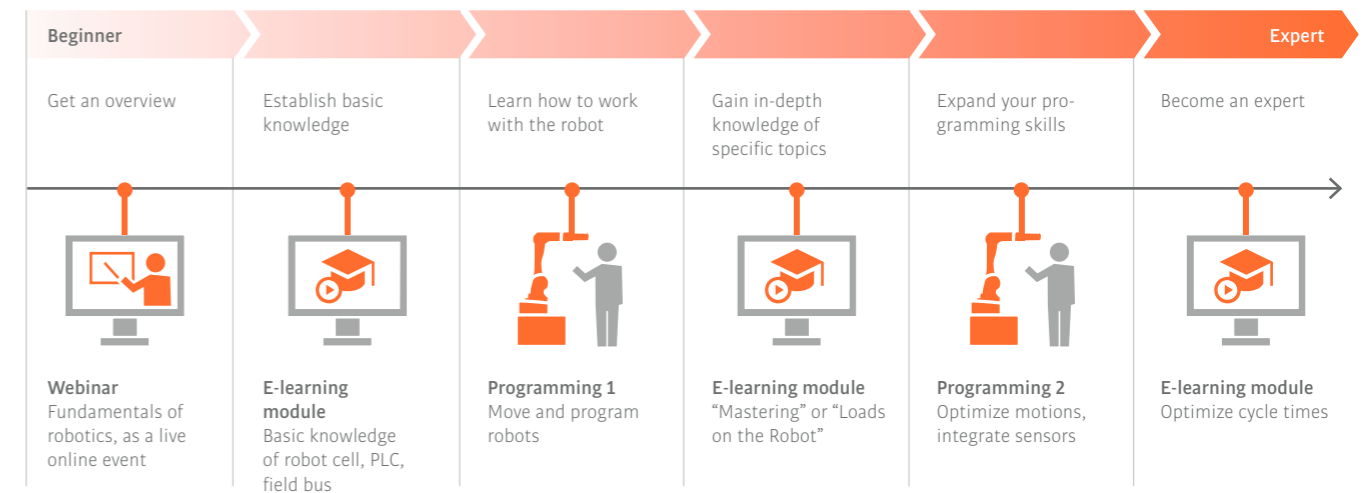 Beginner
Expert
Get an overview
Establish basic
knowledge
Learn how to work
with the robot
Gain in-depth
knowledge of
specific topics
Expand your pro-
gramming skills
Become an expert
Webinar
Fundamentals of
robotics, as a live
online event
E-learning
module
Basic knowledge
of robot cell, PLC,
field bus
Programming 1
Move and program
robots
E-learning module
“Mastering” or “Loads
on the Robot”
Programming 2
Optimize motions,
integrate sensors
E-learning module
Optimize cycle times